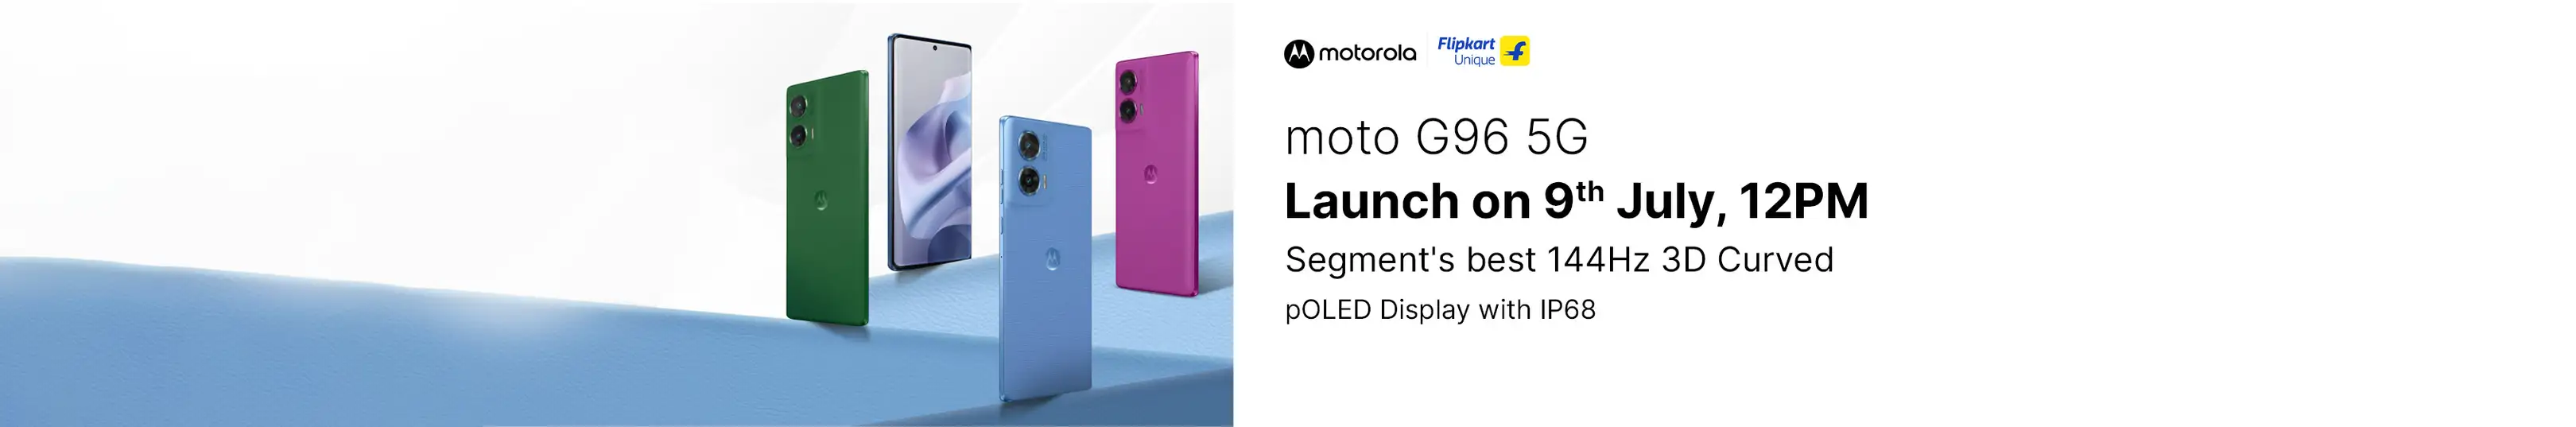 motorola
Flipkart
Unique
moto G96 5G
Launch on 9th July, 12PM
Segment's best 144Hz 3D Curved
pOLED Display with IP68